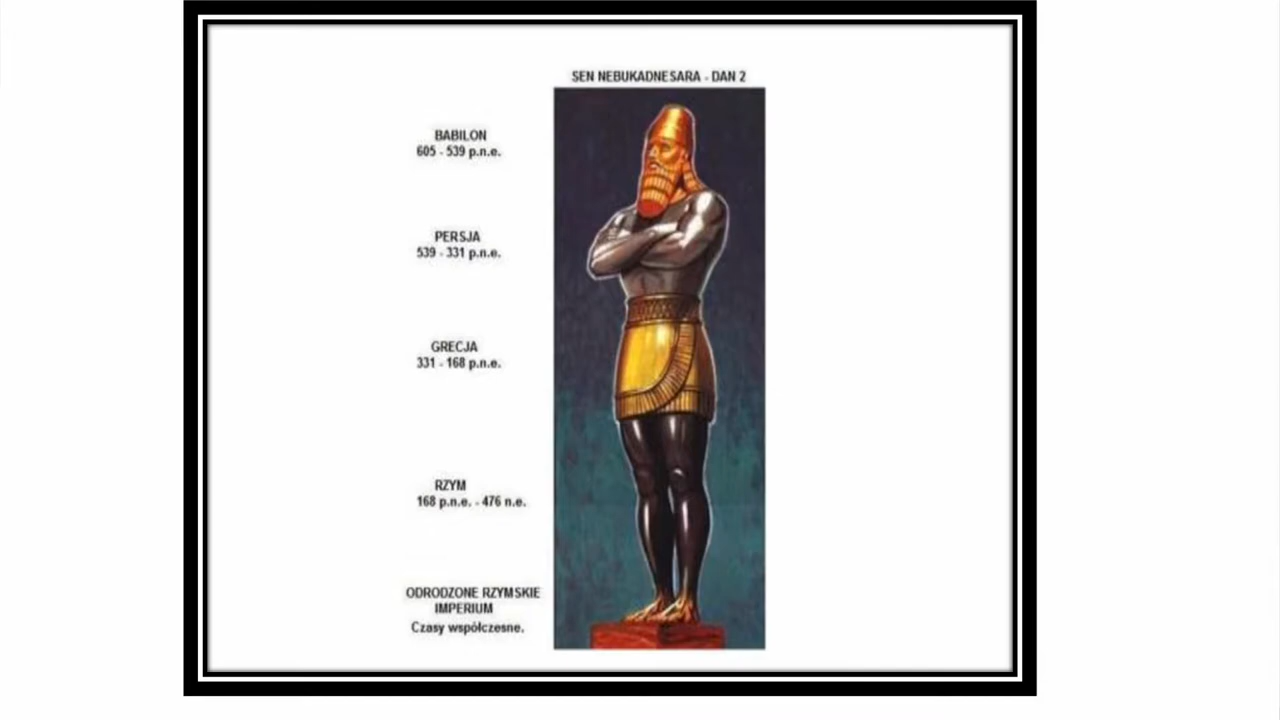 SEN NEBUKADNESARA - DAN 2
BABILON
605 - 539 p.n.e.
PERSJA
539 - 331 p.n.e.
GRECJA
331 - 168 p.n.e.
RZYM
168 p.n.e. - 476 n.e.
ODRODZONE RZYMSKIE
IMPERIUM
Czasy współczesne.